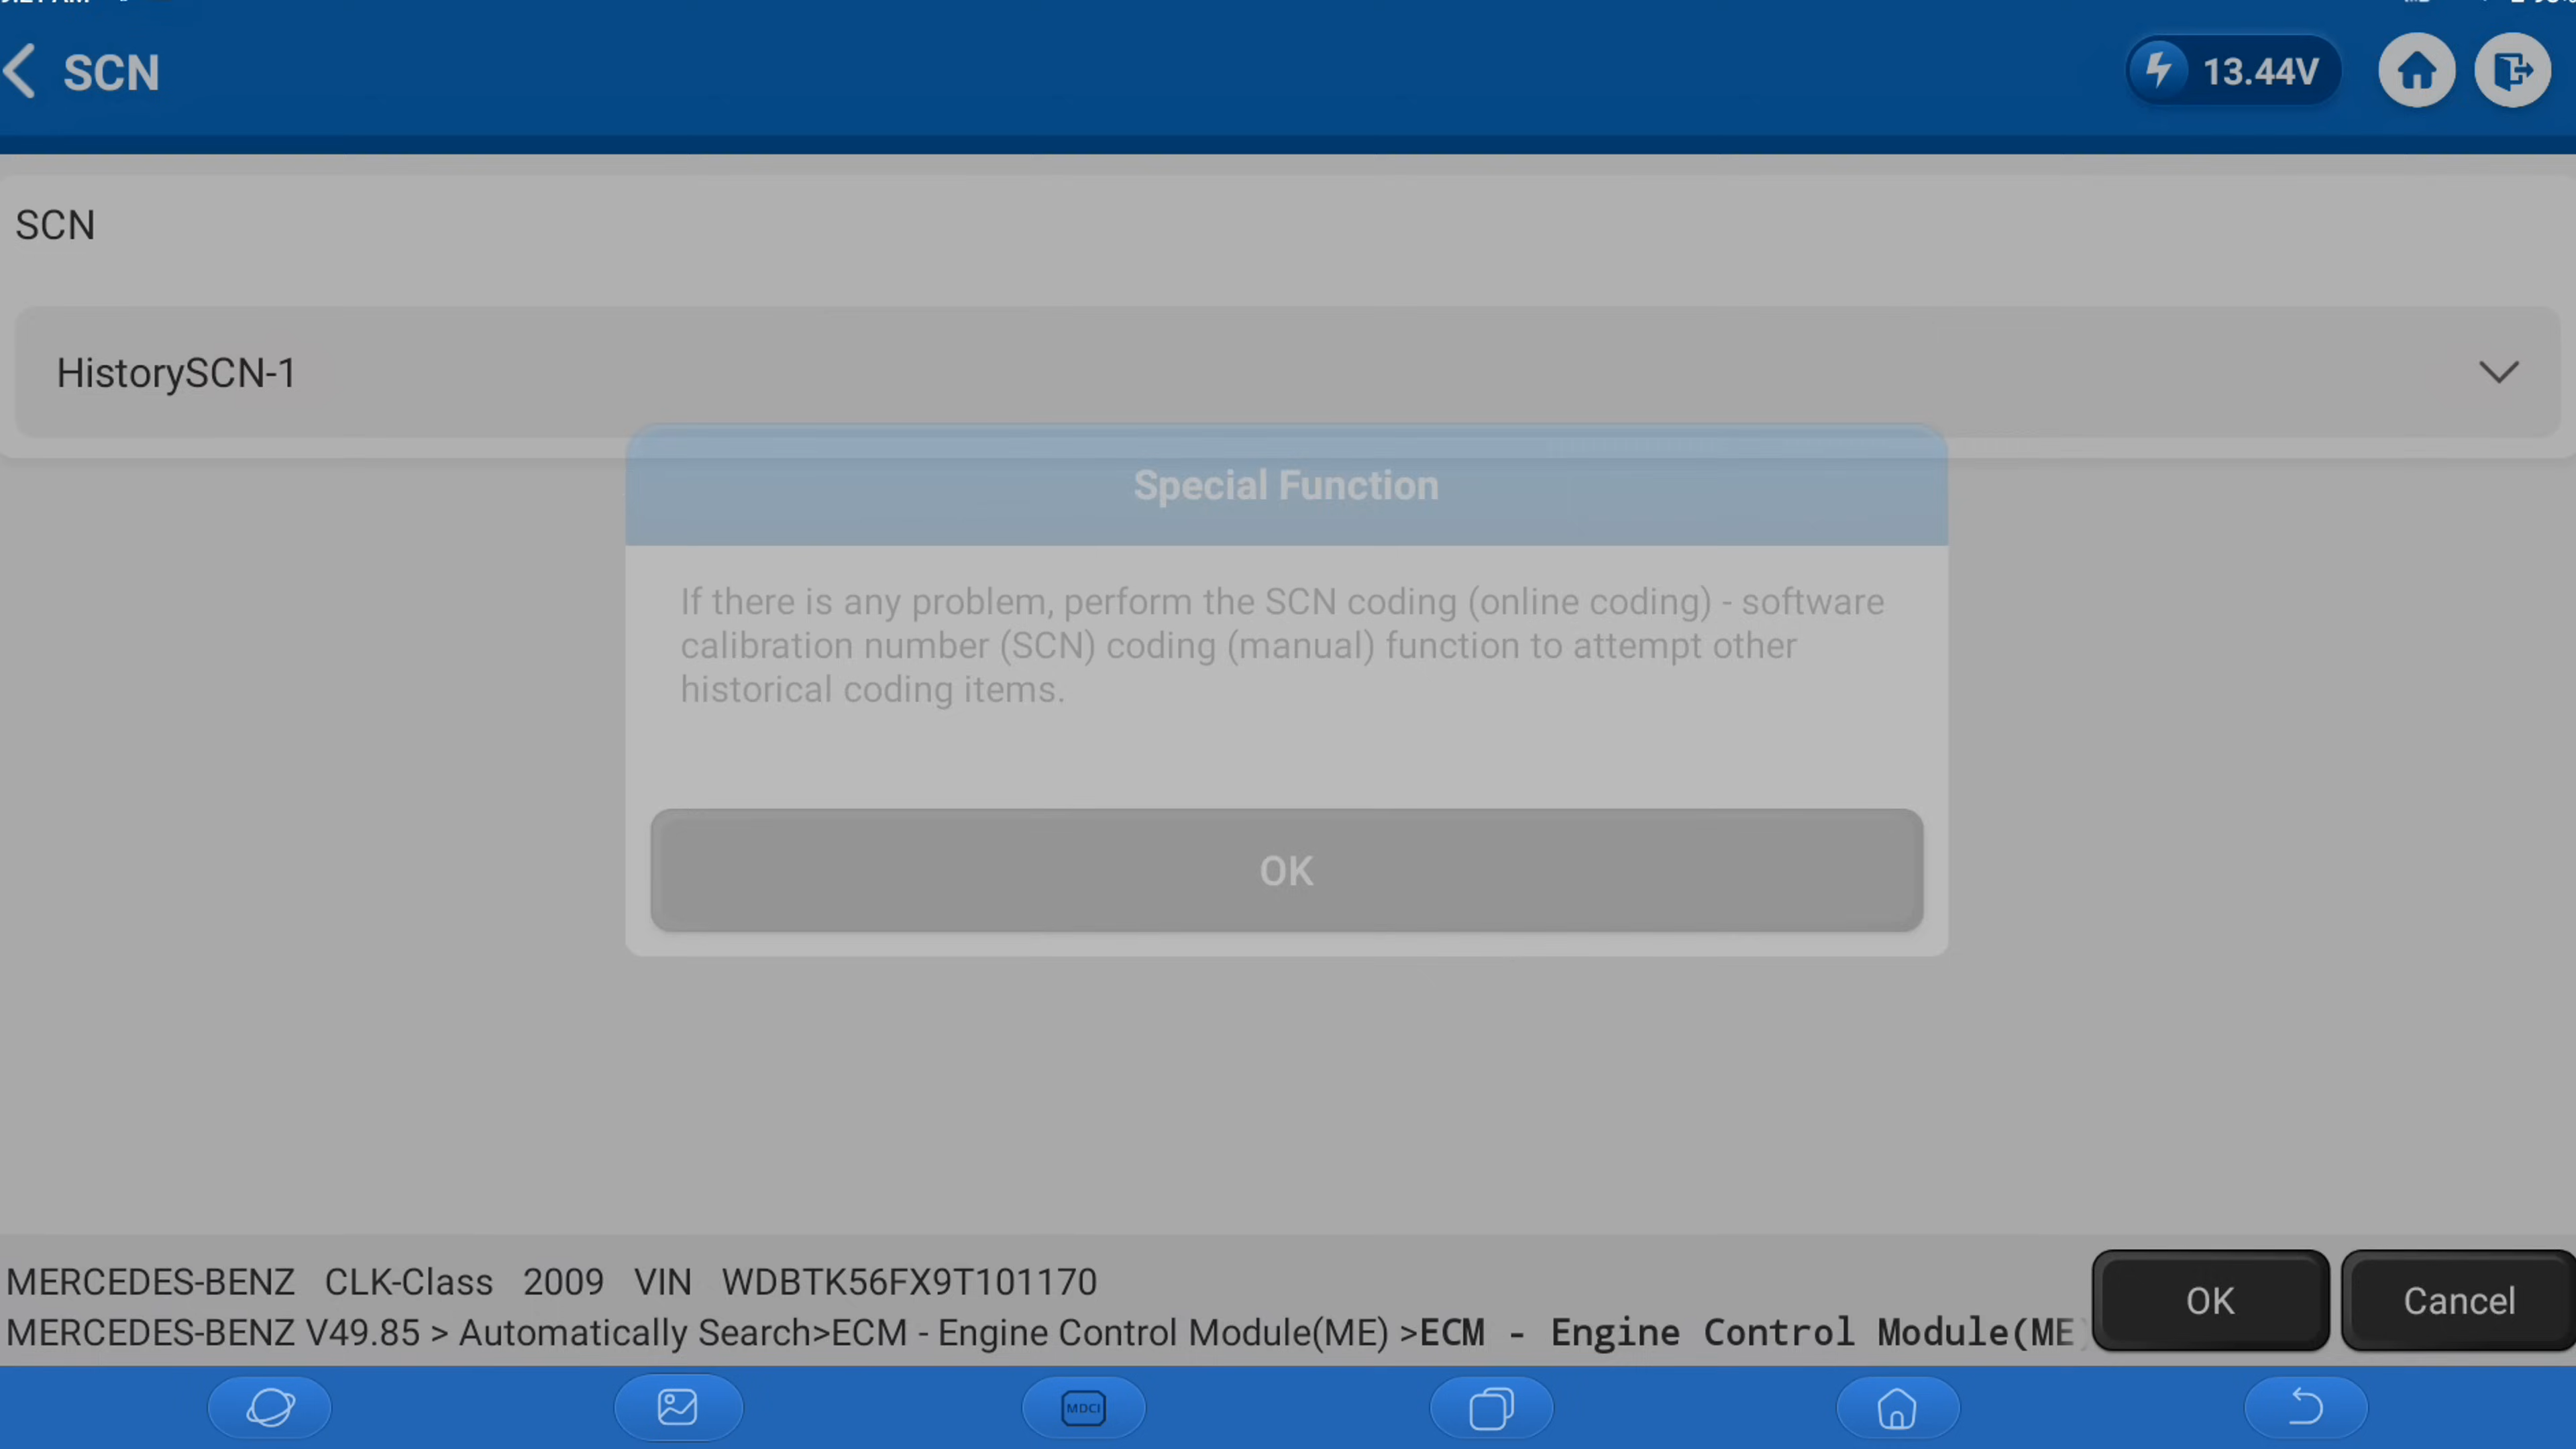 SCN
13.44V
SCN
HistorySCN-1
Special Function
If there is any problem, perform the SCN coding (online coding) - software
calibration number (SCN) coding (manual) function to attempt other
historical coding items.
OK
MERCEDES-BENZ CLK-Class 2009 VIN WDBTK56FX9T101170
MERCEDES-BENZ V49.85 > Automatically Search>ECM - Engine Control Module(ME) >ECM - Engine Control Module(ME)
OK
Cancel
MDCI